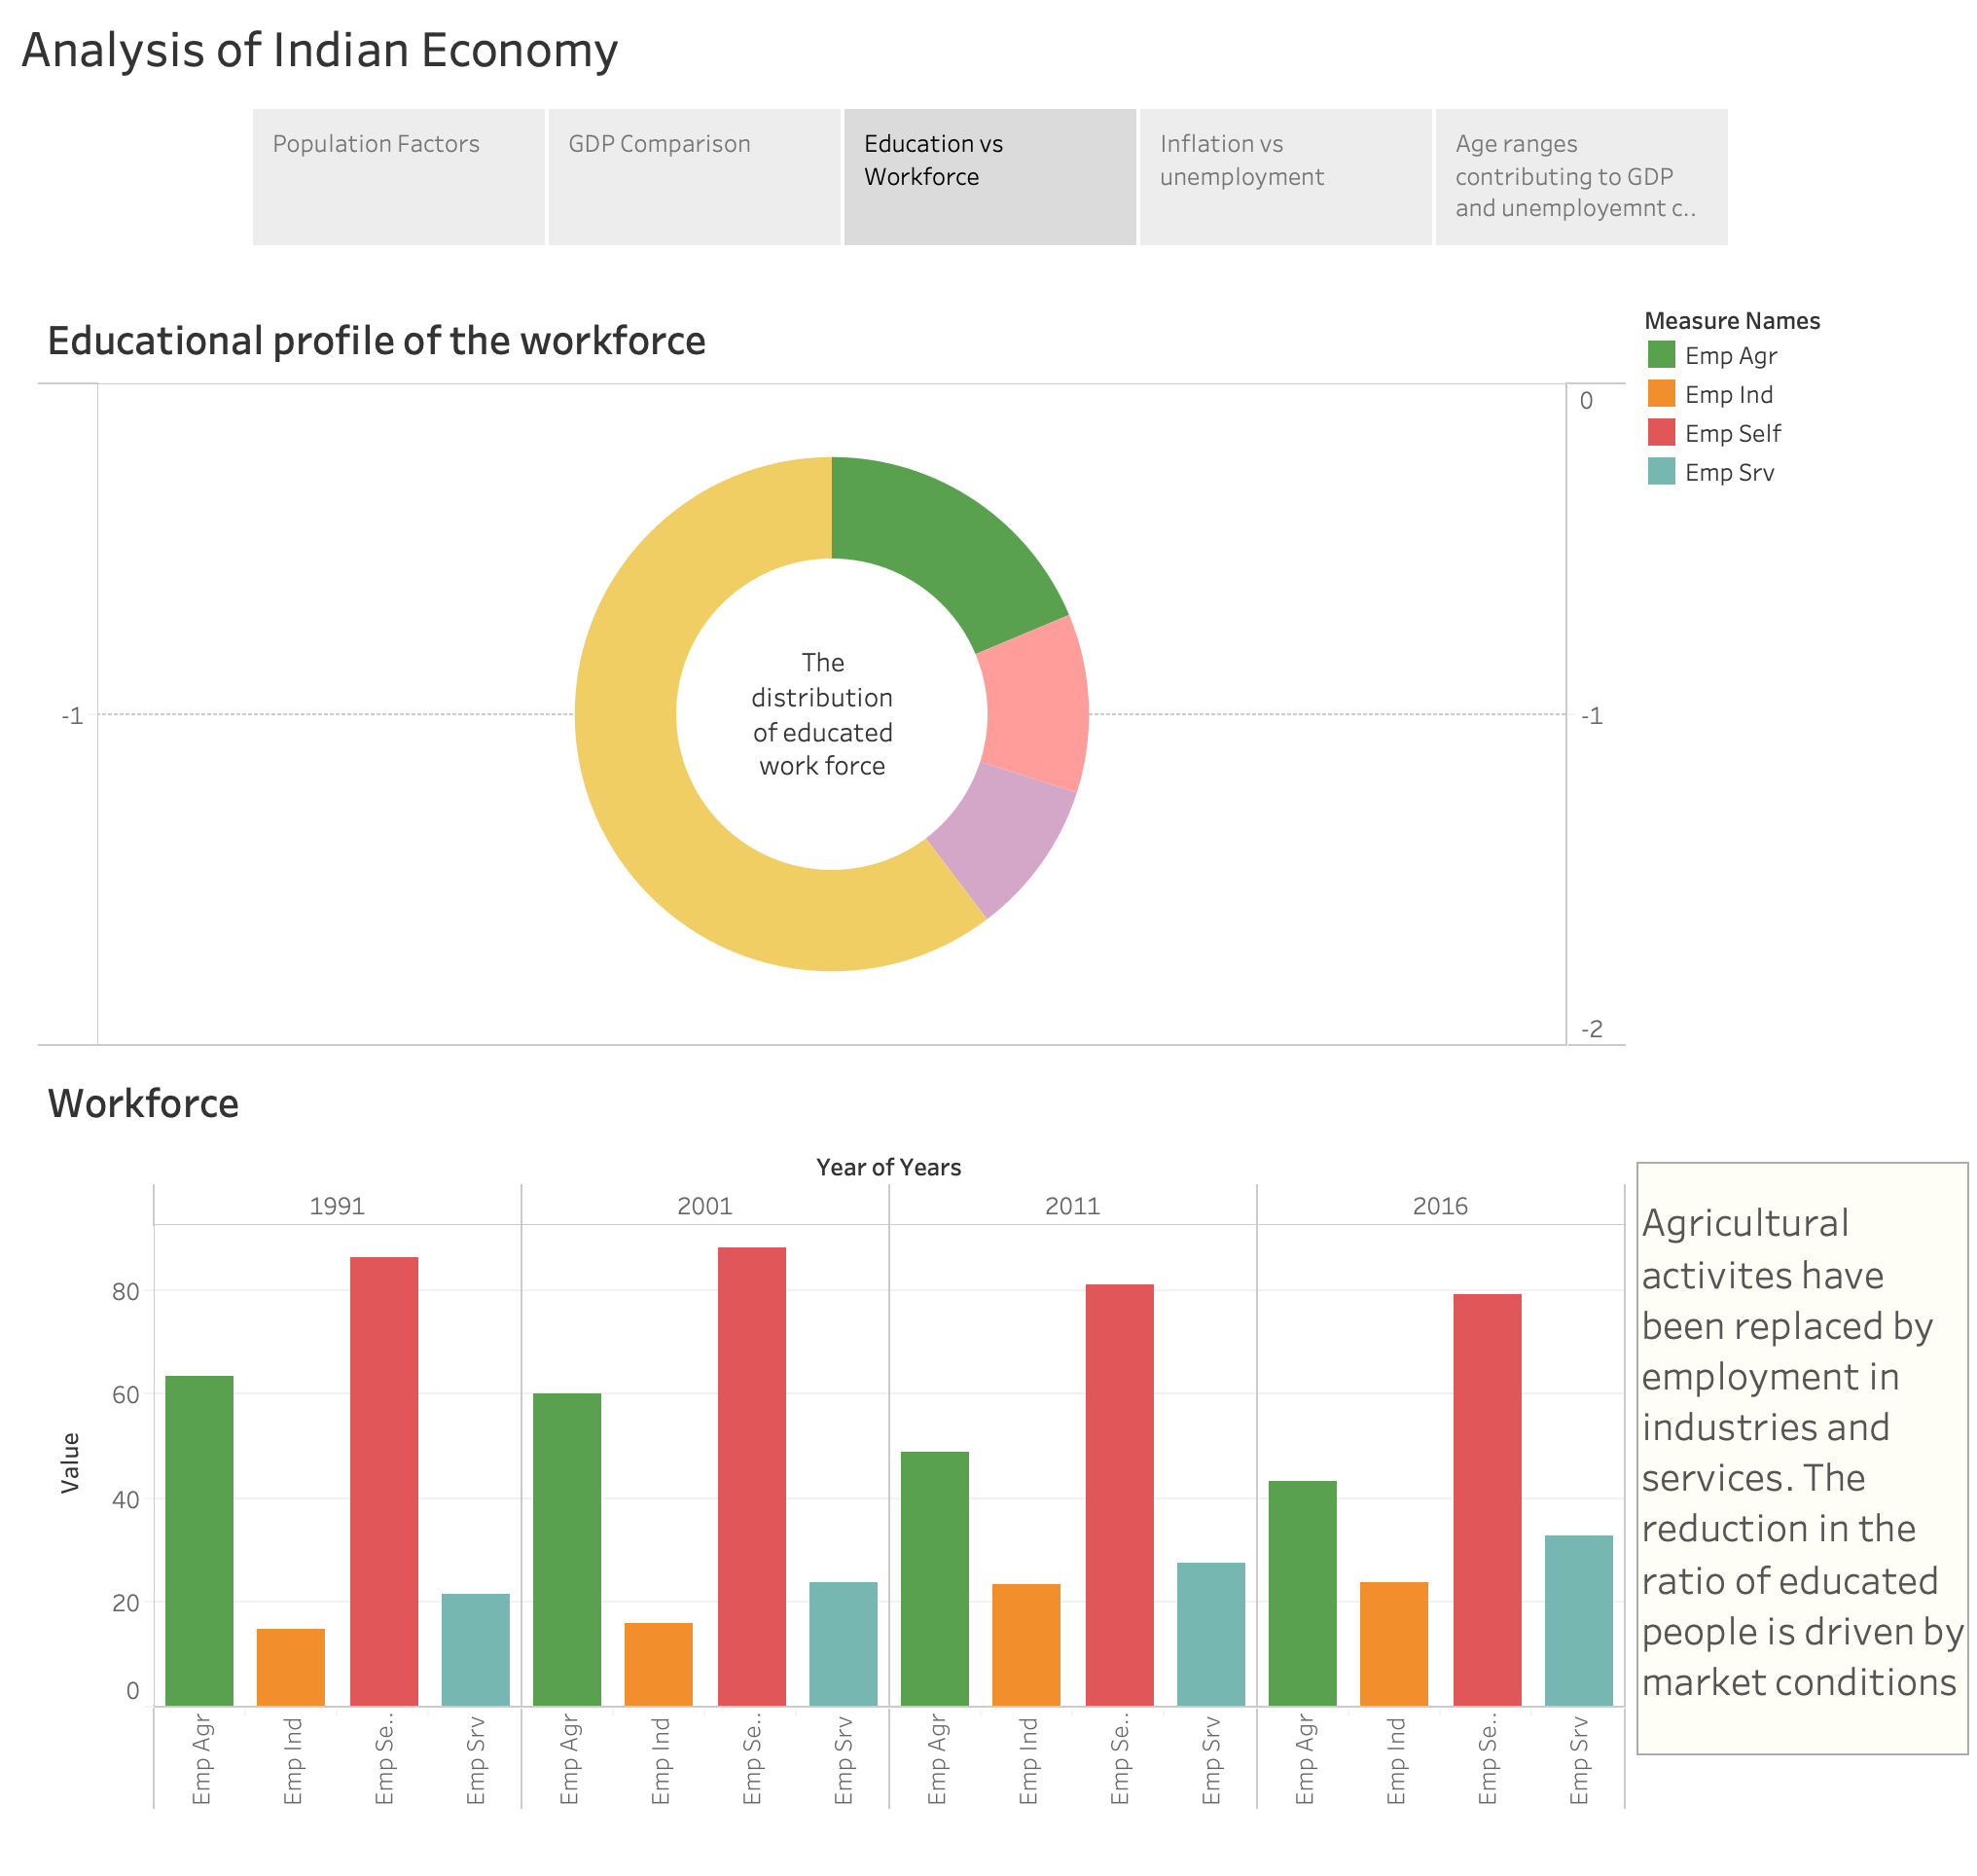 Analysis of Indian Economy
Population Factors
GDP Comparison
Education vs
Workforce
Inflation vs
unemployment
Age ranges
contributing to GDP
and unemployemnt c..
Educational profile of the workforce
Measure Names
Emp Agr
Emp Ind
Emp Self
Emp Srv
0
-1
-1
-2
The
distribution
of educated
work force
Workforce
Year of Years
1991
2001
2011
2016
Value
80
60
40
20
0
Emp Agr
Emp Ind
Emp Se..
Emp Srv
Emp Agr
Emp Ind
Emp Se..
Emp Srv
Emp Agr
Emp Ind
Emp Se..
Emp Srv
Emp Agr
Emp Ind
Emp Se..
Emp Srv
Agricultural
activites have
been replaced by
employment in
industries and
services. The
reduction in the
ratio of educated
people is driven by
market conditions